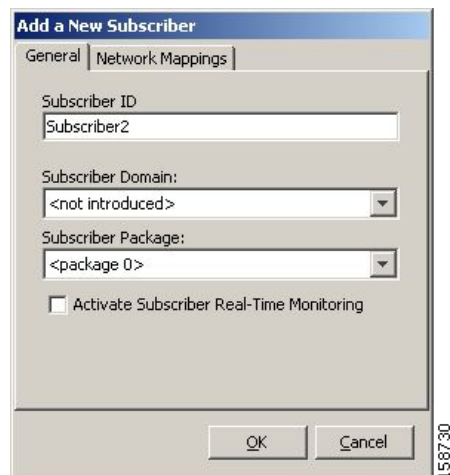 Add a New Subscriber
General Network Mappings
Subscriber ID
Subscriber2
Subscriber Domain:
<not introduced>
Subscriber Package:
<package 0>
Activate Subscriber Real-Time Monitoring
OK Cancel
158730